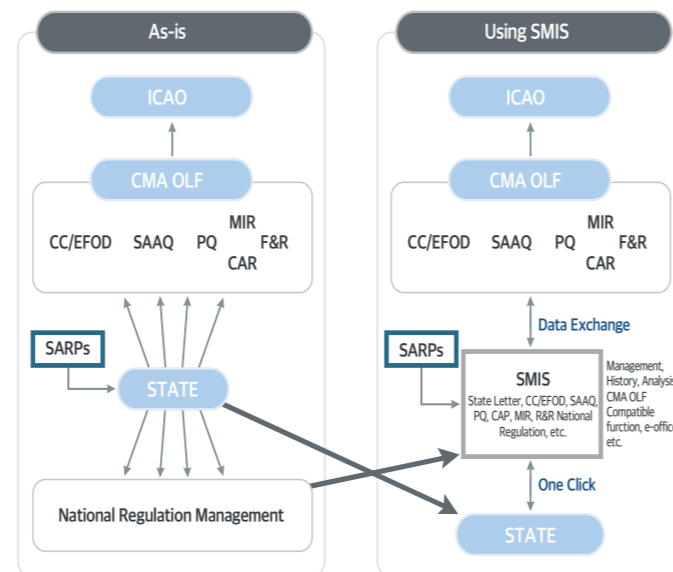 As-is
ICAO
CMA OLF
CC/EFOD SAAQ PQ MIR F&R
CAR
SARPs
STATE
National Regulation Management
Using SMIS
ICAO
CMA OLF
CC/EFOD SAAQ PQ MIR F&R
CAR
Data Exchange
SARPs
SMIS
State Letter, CC/EFOD, SAAQ,
PQ, CAP, MIR, R&R National
Regulation, etc.
Management,
History, Analysis
CMA OLF
Compatible
function, e-office
etc.
One Click
STATE